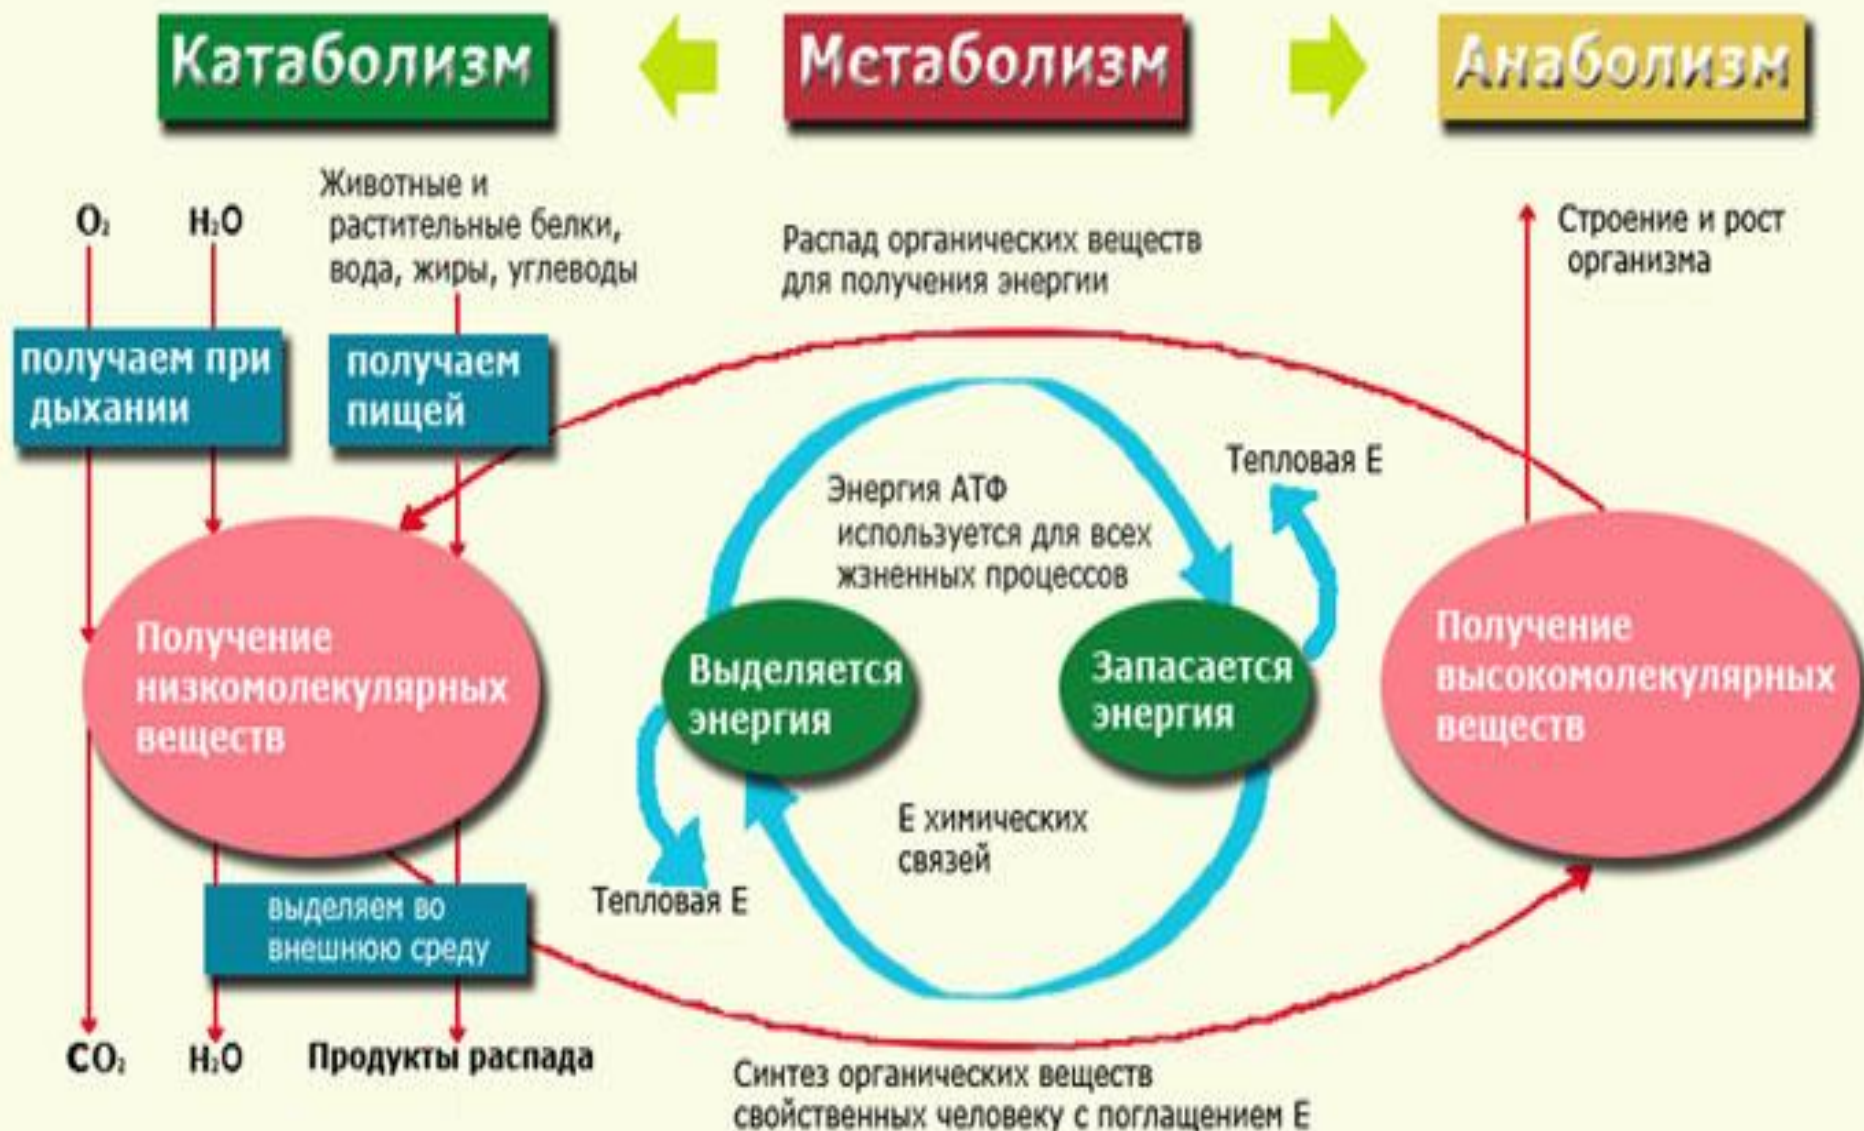 Катаболизм
Метаболизм
Анаболизм
O₂
H₂O
Животные и
растительные белки,
вода, жиры, углеводы
Распад органических веществ
для получения энергии
Строение и рост
организма
получаем при
дыхании
получаем
пищей
Тепловая Е
Энергия АТФ
используется для всех
жзненных процессов
Получение
низкомолекулярных
веществ
Выделяется
энергия
Запасается
энергия
Получение
высокомолекулярных
веществ
Е химических
связей
Тепловая Е
выделяем во
внешнюю среду
CO₂
H₂O
Продукты распада
Синтез органических веществ
свойственных человеку с поглащением Е